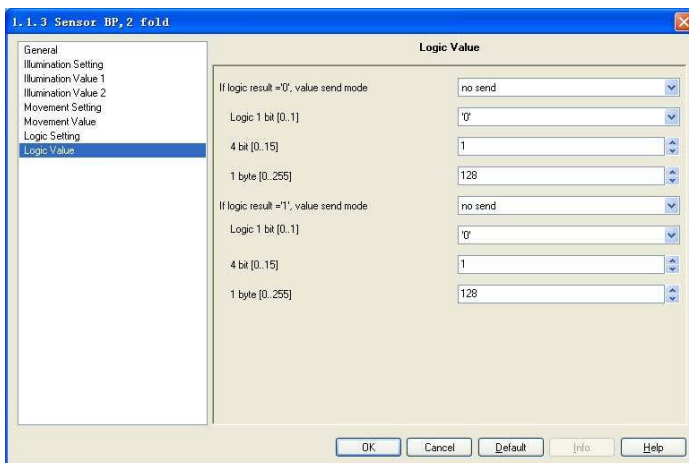 1.1.3 Sensor BP,2 fold
General
Illumination Setting
Illumination Value 1
Illumination Value 2
Movement Setting
Movement Value
Logic Setting
Logic Value
Logic Value
If logic result ='0', value send mode
no send
Logic 1 bit [0..1]
'0'
4 bit [0..15]
1
1 byte [0..255]
128
If logic result ='1', value send mode
no send
Logic 1 bit [0..1]
'0'
4 bit [0..15]
1
1 byte [0..255]
128
OK
Cancel
Default
Info
Help